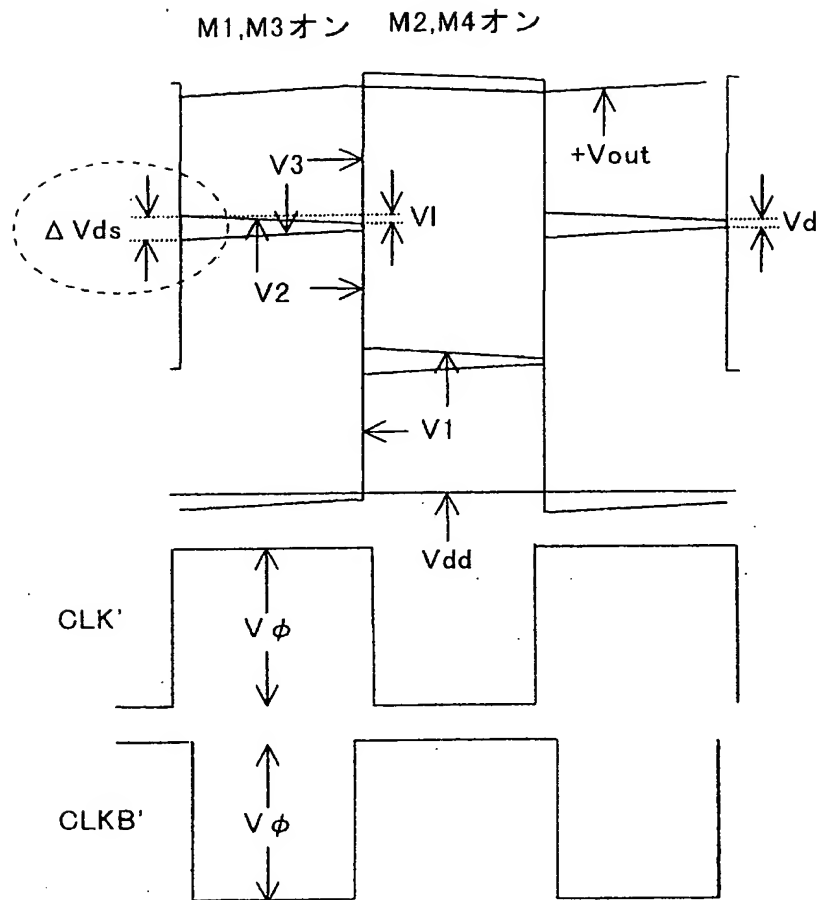 M1,M3オン M2,M4オン
+Vout
V3
Vl
Vd
Δ Vds
V2
V1
Vdd
CLK'
Vφ
CLKB'
Vφ